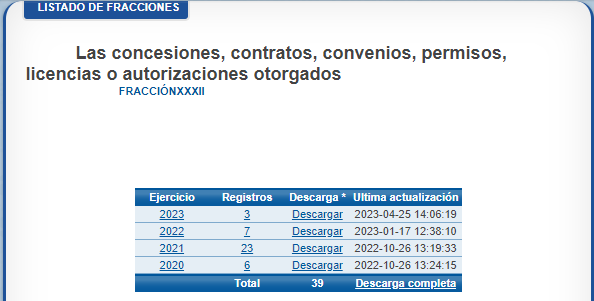 LISTADO DE FRACCIONES
Las concesiones, contratos, convenios, permisos,
licencias o autorizaciones otorgados
FRACCIÓNXXXII
Ejercicio Registros Descarga * Ultima actualización
2023 3 Descargar 2023-04-25 14:06:19
2022 7 Descargar 2023-01-17 12:38:10
2021 23 Descargar 2022-10-26 13:19:33
2020 6 Descargar 2022-10-26 13:24:15
Total 39 Descarga completa